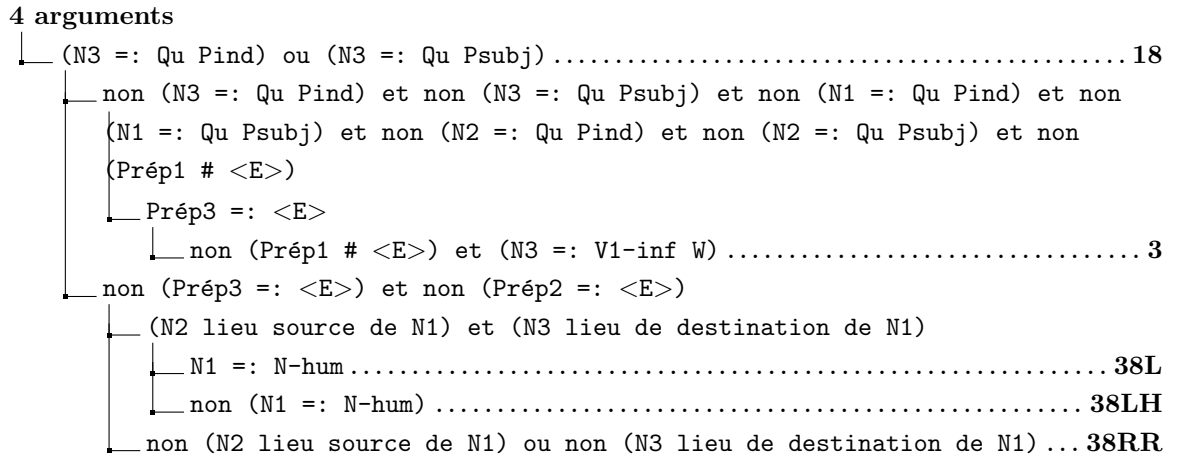 4 arguments
(N3 =: Qu Pind) ou (N3 =: Qu Psubj) ................................................ 18
non (N3 =: Qu Pind) et non (N3 =: Qu Psubj) et non (N1 =: Qu Pind) et non
(N1 =: Qu Psubj) et non (N2 =: Qu Pind) et non (N2 =: Qu Psubj) et non
(Prép1 # <E>)
Prép3 =: <E>
non (Prép1 # <E>) et (N3 =: V1-inf W) ................................... 3
non (Prép3 =: <E>) et non (Prép2 =: <E>)
(N2 lieu source de N1) et (N3 lieu de destination de N1)
N1 =: N-hum ................................................................ 38L
non (N1 =: N-hum) ...................................................... 38LH
non (N2 lieu source de N1) ou non (N3 lieu de destination de N1) ... 38RR